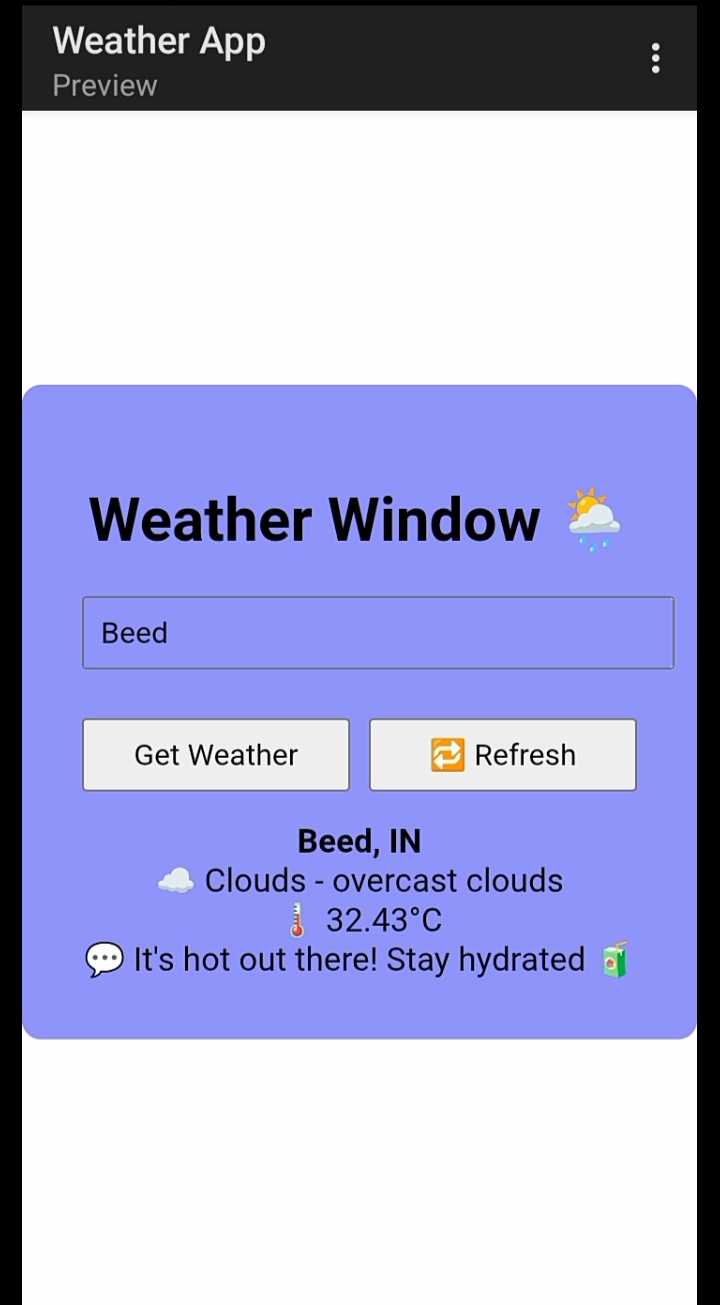 Weather App
Preview
Weather Window 🌦️
Beed
Get Weather
🔁 Refresh
Beed, IN
☁️ Clouds - overcast clouds
🌡️ 32.43°C
💬 It's hot out there! Stay hydrated 🧃